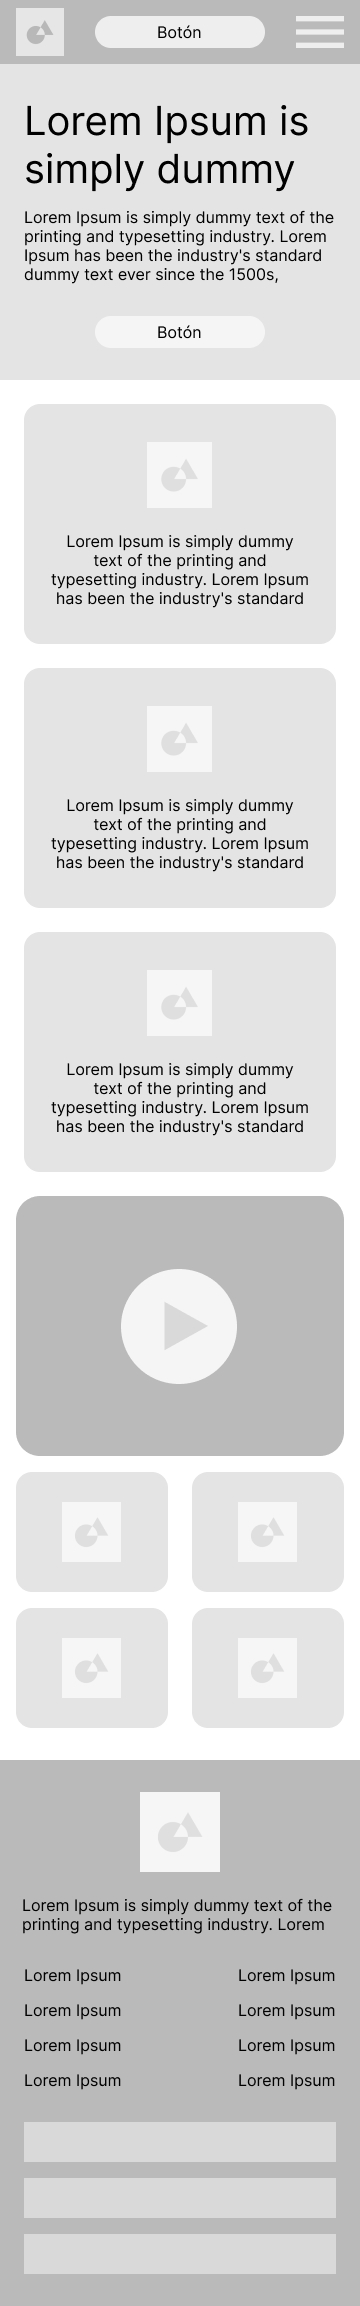 Botón
Lorem Ipsum is
simply dummy
Lorem Ipsum is simply dummy text of the
printing and typesetting industry. Lorem
Ipsum has been the industry's standard
dummy text ever since the 1500s,
Botón
Lorem Ipsum is simply dummy
text of the printing and
typesetting industry. Lorem Ipsum
has been the industry's standard
Lorem Ipsum is simply dummy
text of the printing and
typesetting industry. Lorem Ipsum
has been the industry's standard
Lorem Ipsum is simply dummy
text of the printing and
typesetting industry. Lorem Ipsum
has been the industry's standard
Lorem Ipsum is simply dummy text of the
printing and typesetting industry. Lorem
Lorem Ipsum Lorem Ipsum
Lorem Ipsum Lorem Ipsum
Lorem Ipsum Lorem Ipsum
Lorem Ipsum Lorem Ipsum